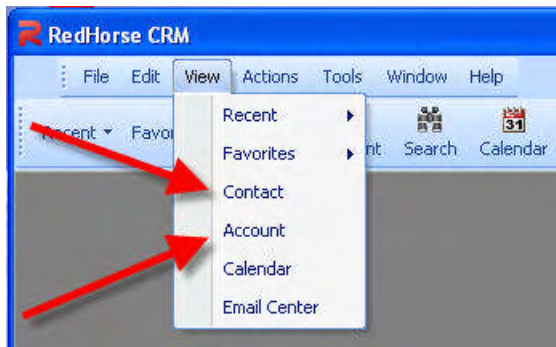 RedHorse CRM
File Edit View Actions Tools Window Help
Recent Favor nt Search Calendar
31
Recent
Favorites
Contact
Account
Calendar
Email Center